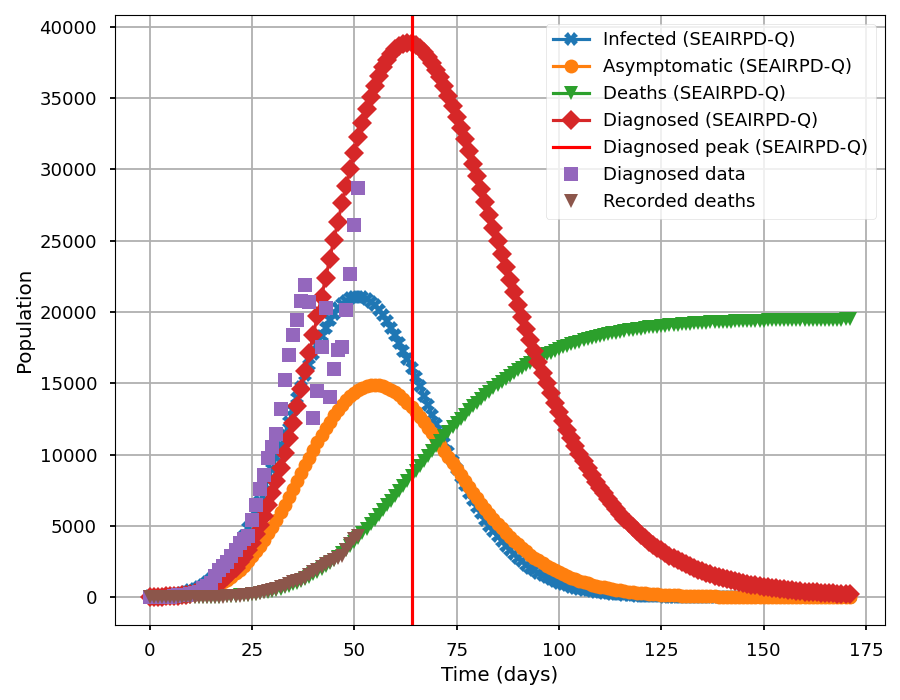 40000
35000
30000
25000
20000
15000
10000
5000
0
Population
Infected (SEAIRPD-Q)
Asymptomatic (SEAIRPD-Q)
Deaths (SEAIRPD-Q)
Diagnosed (SEAIRPD-Q)
Diagnosed peak (SEAIRPD-Q)
Diagnosed data
Recorded deaths
0 25 50 75 100 125 150 175
Time (days)